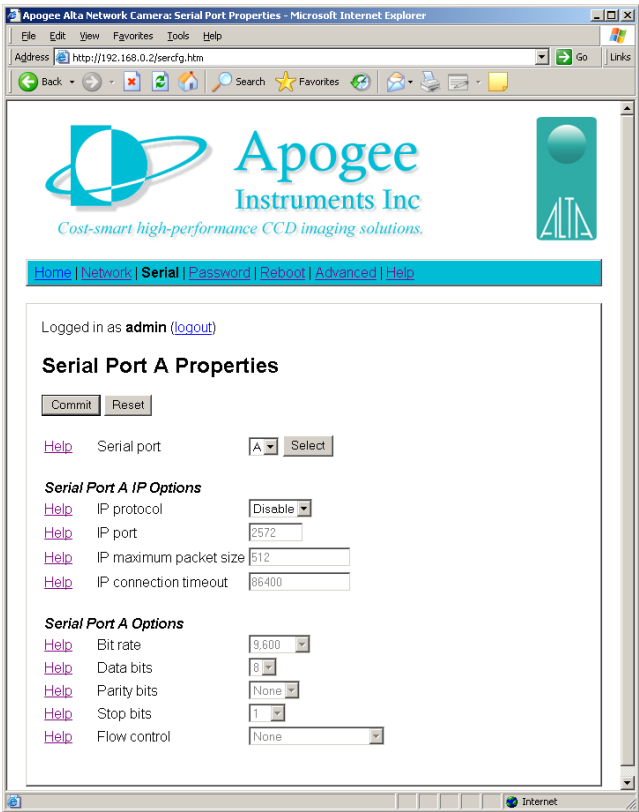 Apogee Alta Network Camera: Serial Port Properties - Microsoft Internet Explorer
File Edit View Favorites Tools Help
Address http://192.168.0.2/sercfg.htm Go Links
Back Search Favorites
Apogee
Instruments Inc
Cost-smart high-performance CCD imaging solutions.
ALTA
Home | Network | Serial | Password | Reboot | Advanced | Help
Logged in as admin (logout)
Serial Port A Properties
Commit Reset
Help Serial port A Select
Serial Port A IP Options
Help IP protocol Disable
Help IP port 2572
Help IP maximum packet size 512
Help IP connection timeout 86400
Serial Port A Options
Help Bit rate 9,600
Help Data bits 8
Help Parity bits None
Help Stop bits 1
Help Flow control None
Internet